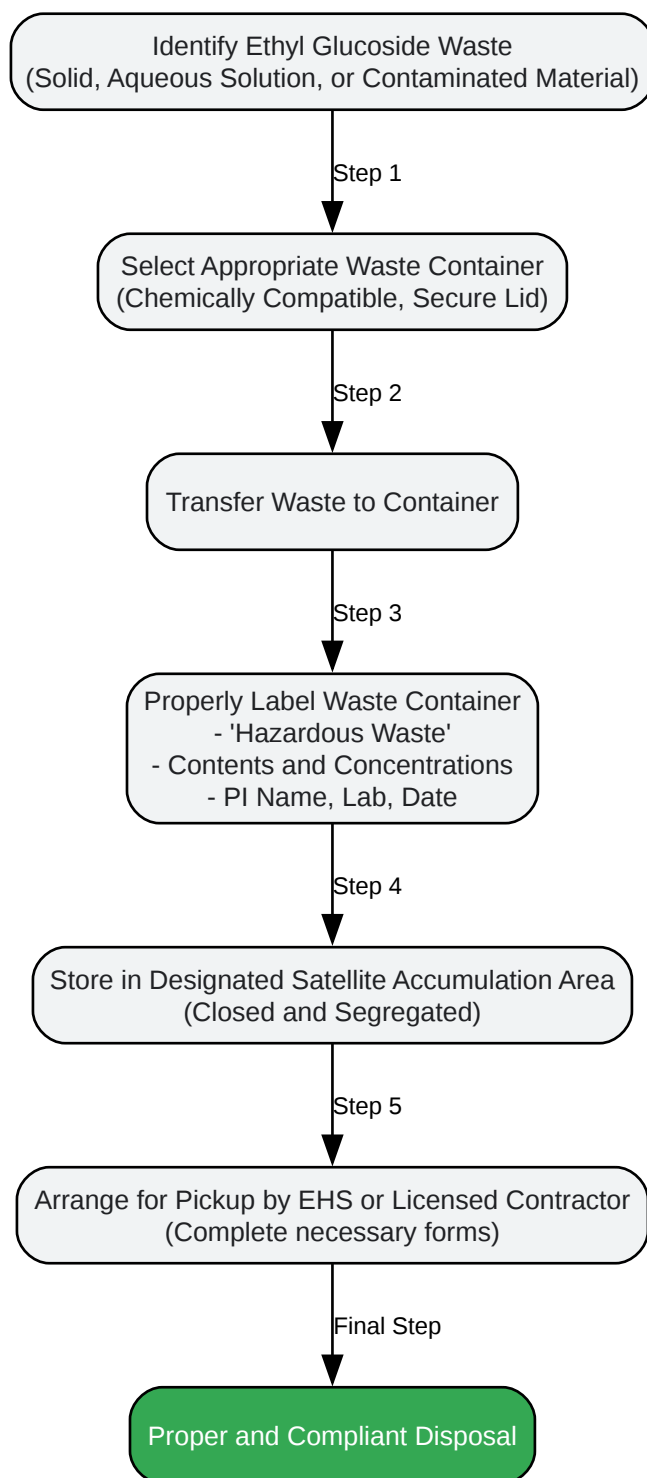 Identify Ethyl Glucoside Waste
(Solid, Aqueous Solution, or Contaminated Material)
Step 1
Select Appropriate Waste Container
(Chemically Compatible, Secure Lid)
Step 2
Transfer Waste to Container
Step 3
Properly Label Waste Container
- 'Hazardous Waste'
- Contents and Concentrations
- PI Name, Lab, Date
Step 4
Store in Designated Satellite Accumulation Area
(Closed and Segregated)
Step 5
Arrange for Pickup by EHS or Licensed Contractor
(Complete necessary forms)
Final Step
Proper and Compliant Disposal